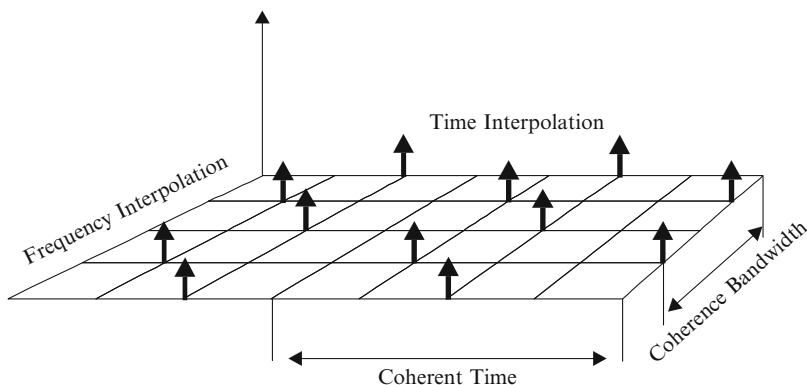 Time Interpolation
Frequency Interpolation
Coherence Bandwidth
Coherent Time